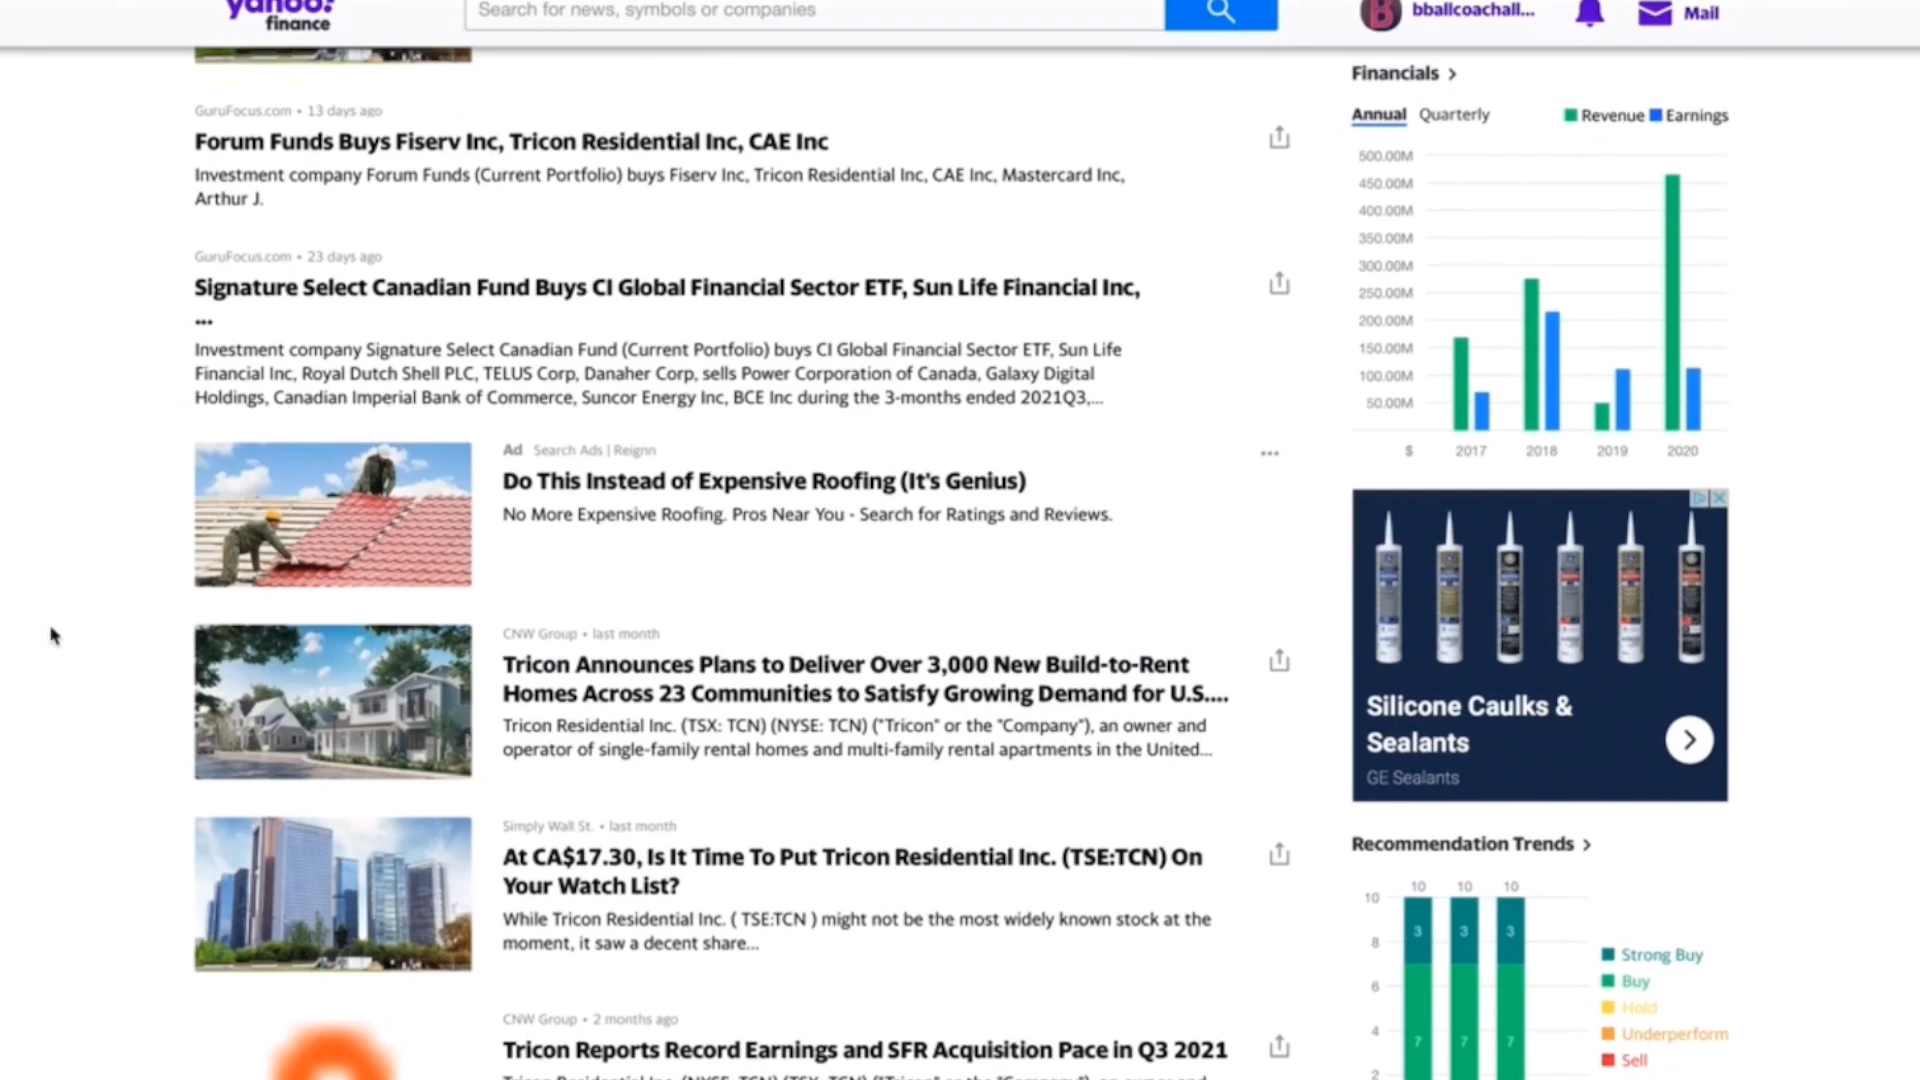 yahoo!
finance
Search for news, symbols or companies
bballcoachall...
Mail
GuruFocus.com • 13 days ago
Forum Funds Buys Fiserv Inc, Tricon Residential Inc, CAE Inc
Investment company Forum Funds (Current Portfolio) buys Fiserv Inc, Tricon Residential Inc, CAE Inc, Mastercard Inc,
Arthur J.
GuruFocus.com • 23 days ago
Signature Select Canadian Fund Buys CI Global Financial Sector ETF, Sun Life Financial Inc,
...
Investment company Signature Select Canadian Fund (Current Portfolio) buys CI Global Financial Sector ETF, Sun Life
Financial Inc, Royal Dutch Shell PLC, TELUS Corp, Danaher Corp, sells Power Corporation of Canada, Galaxy Digital
Holdings, Canadian Imperial Bank of Commerce, Suncor Energy Inc, BCE Inc during the 3-months ended 2021Q3,...
Ad Search Ads | Reignn
Do This Instead of Expensive Roofing (It's Genius)
No More Expensive Roofing. Pros Near You - Search for Ratings and Reviews.
CNW Group • last month
Tricon Announces Plans to Deliver Over 3,000 New Build-to-Rent
Homes Across 23 Communities to Satisfy Growing Demand for U.S....
Tricon Residential Inc. (TSX: TCN) (NYSE: TCN) ("Tricon" or the "Company"), an owner and
operator of single-family rental homes and multi-family rental apartments in the United...
Simply Wall St. • last month
At CA$17.30, Is It Time To Put Tricon Residential Inc. (TSE:TCN) On
Your Watch List?
While Tricon Residential Inc. ( TSE:TCN ) might not be the most widely known stock at the
moment, it saw a decent share...
CNW Group • 2 months ago
Tricon Reports Record Earnings and SFR Acquisition Pace in Q3 2021
Financials >
Annual Quarterly Revenue Earnings
500.00M
450.00M
400.00M
350.00M
300.00M
250.00M
200.00M
150.00M
100.00M
50.00M
$ 2017 2018 2019 2020
Silicone Caulks &
Sealants
GE Sealants
Recommendation Trends >
10 10 10
10
3 3 3
8
6
4
7 7 7
2
Strong Buy
Buy
Hold
Underperform
Sell